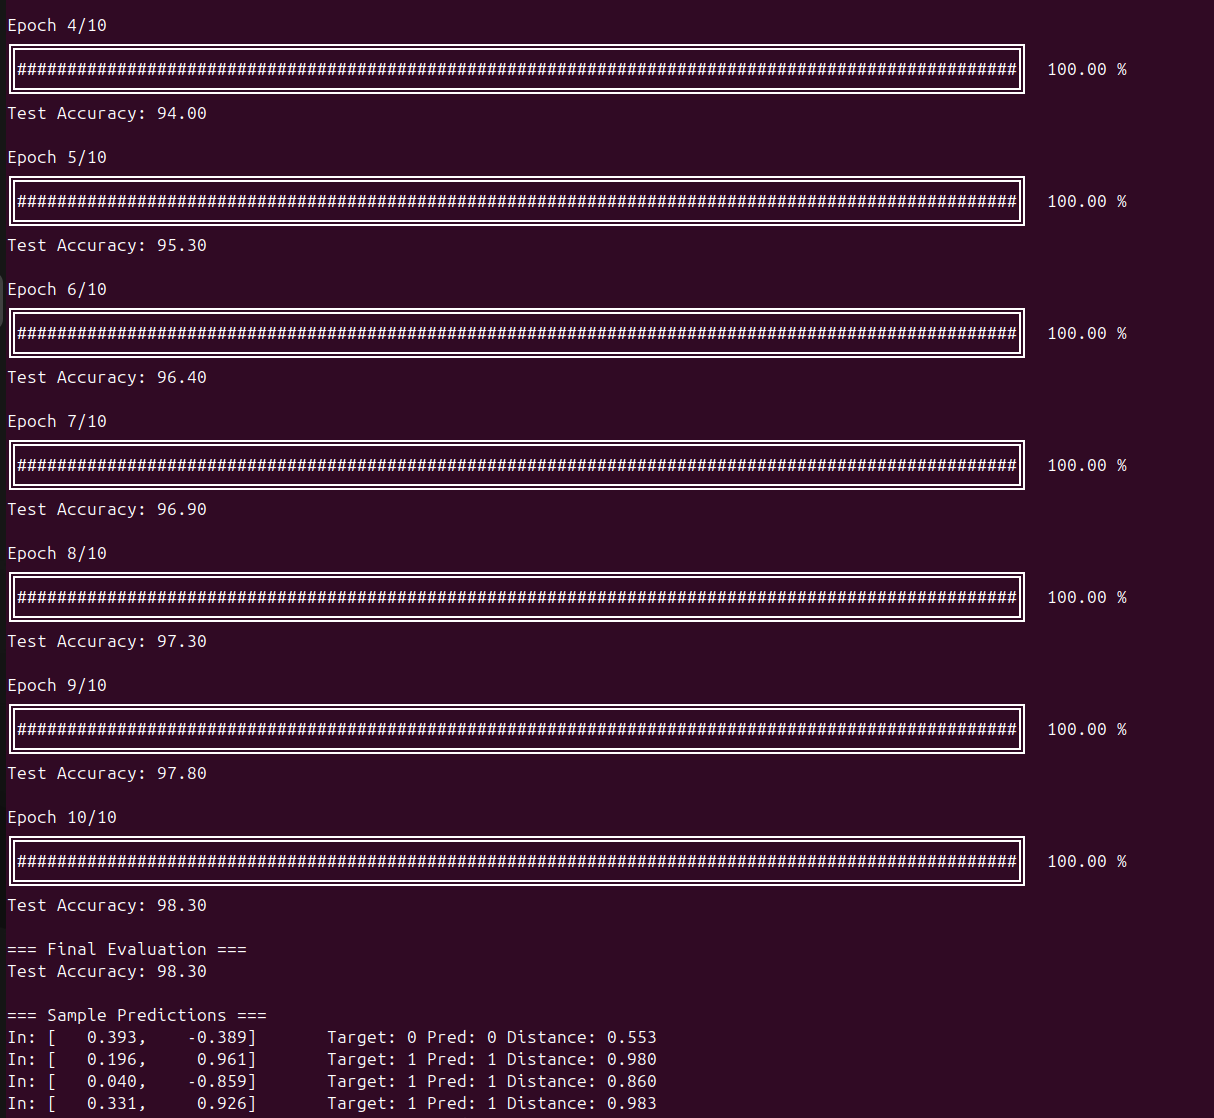 Epoch 4/10
#################################################################################################### 100.00 %
Test Accuracy: 94.00
Epoch 5/10
#################################################################################################### 100.00 %
Test Accuracy: 95.30
Epoch 6/10
#################################################################################################### 100.00 %
Test Accuracy: 96.40
Epoch 7/10
#################################################################################################### 100.00 %
Test Accuracy: 96.90
Epoch 8/10
#################################################################################################### 100.00 %
Test Accuracy: 97.30
Epoch 9/10
#################################################################################################### 100.00 %
Test Accuracy: 97.80
Epoch 10/10
#################################################################################################### 100.00 %
Test Accuracy: 98.30
=== Final Evaluation ===
Test Accuracy: 98.30
=== Sample Predictions ===
In: [   0.393,    -0.389]       Target: 0 Pred: 0 Distance: 0.553
In: [   0.196,     0.961]       Target: 1 Pred: 1 Distance: 0.980
In: [   0.040,    -0.859]       Target: 1 Pred: 1 Distance: 0.860
In: [   0.331,     0.926]       Target: 1 Pred: 1 Distance: 0.983